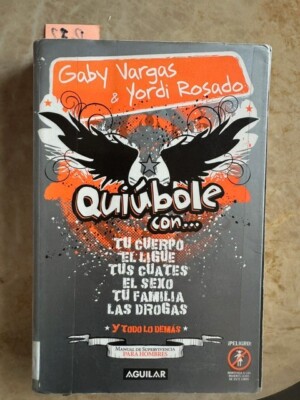 Gaby Vargas
& Yordi Rosado
Quiúbole
con...
TU CUERPO
EL LIGUE
TUS CUATES
EL SEXO
TU FAMILIA
LAS DROGAS
Y TODO LO DEMÁS
MANUAL DE SUPERVIVENCIA
PARA HOMBRES
AGUILAR
¡PELIGRO!